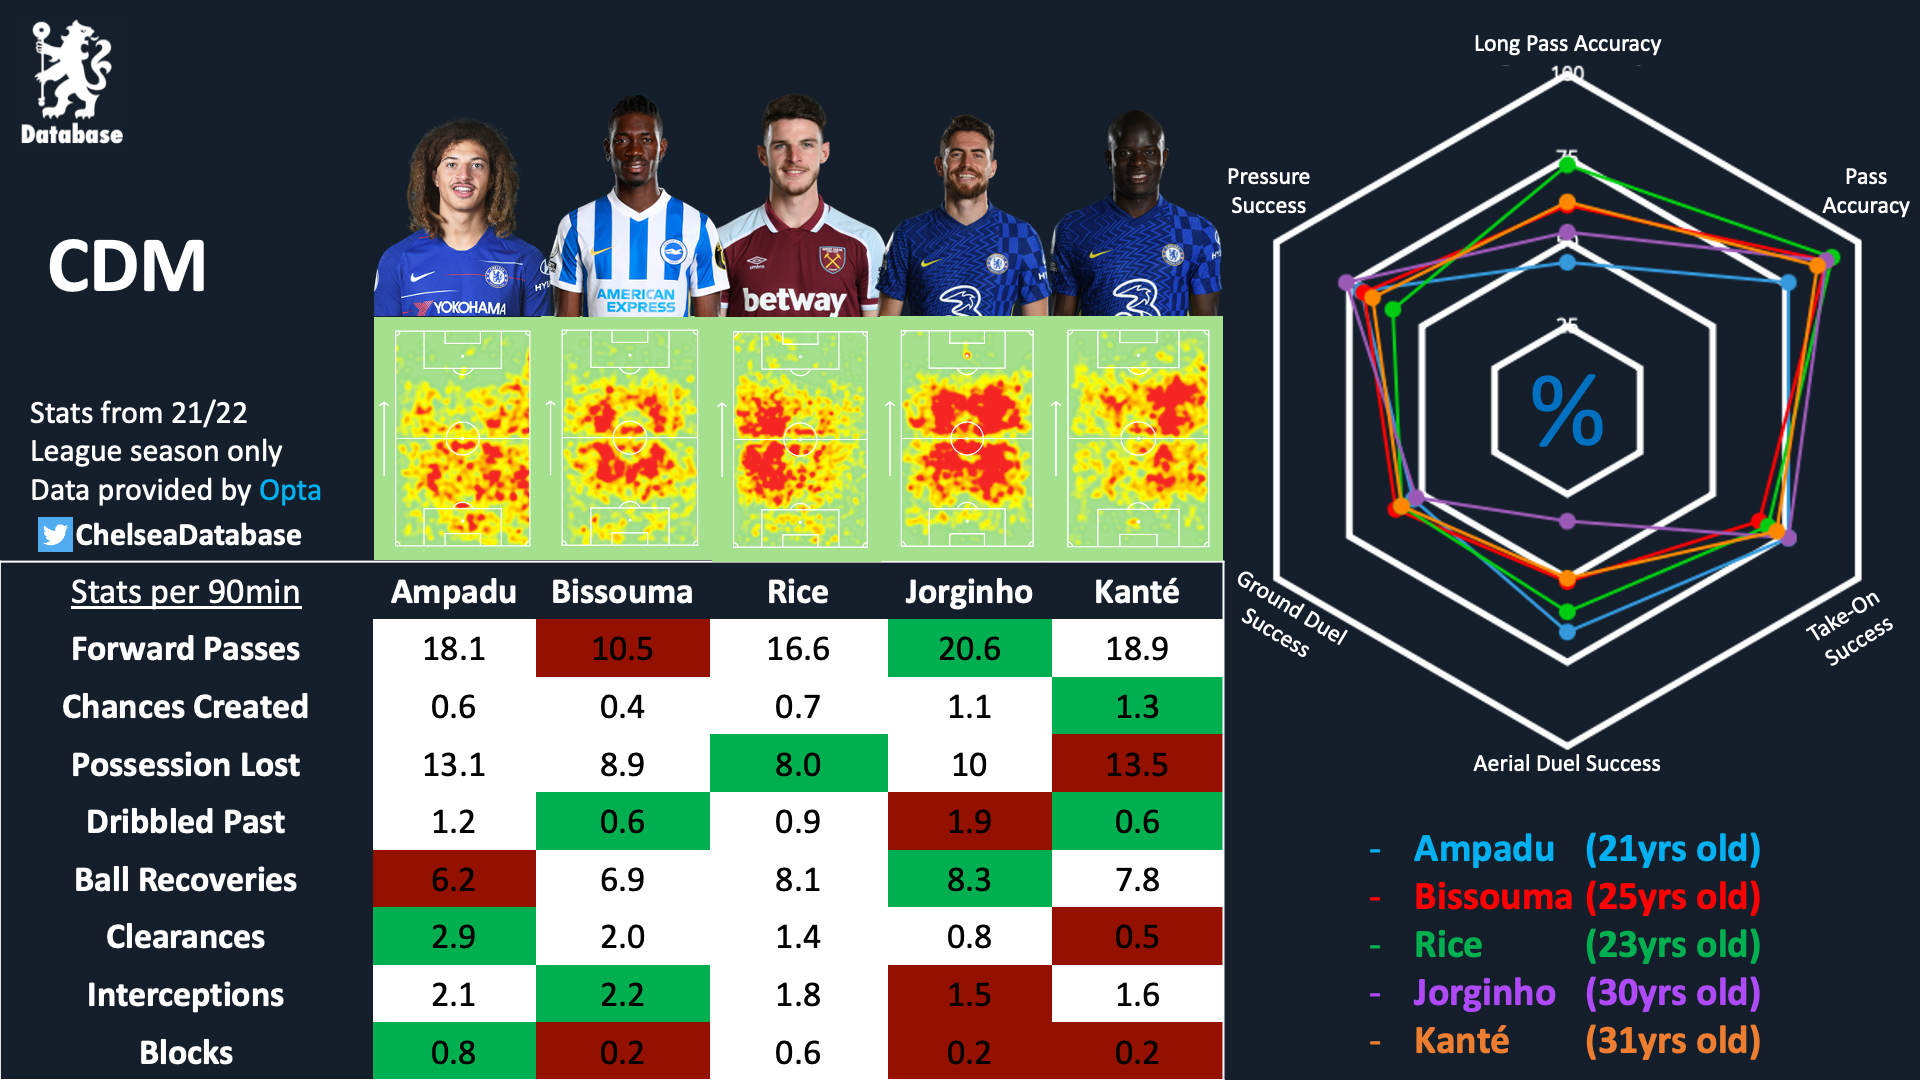 Database
CDM
Stats from 21/22
League season only
Data provided by Opta
ChelseaDatabase
YOKOHAMA
AMERICAN
EXPRESS
umbro
betway
Stats per 90min Ampadu Bissouma Rice Jorginho Kanté
Forward Passes 18.1 10.5 16.6 20.6 18.9
Chances Created 0.6 0.4 0.7 1.1 1.3
Possession Lost 13.1 8.9 8.0 10 13.5
Dribbled Past 1.2 0.6 0.9 1.9 0.6
Ball Recoveries 6.2 6.9 8.1 8.3 7.8
Clearances 2.9 2.0 1.4 0.8 0.5
Interceptions 2.1 2.2 1.8 1.5 1.6
Blocks 0.8 0.2 0.6 0.2 0.2
Long Pass Accuracy
100
75
25
%
Pressure
Success
Pass
Accuracy
Ground Duel
Success
Take-On
Success
Aerial Duel Success
- Ampadu (21yrs old)
- Bissouma (25yrs old)
- Rice (23yrs old)
- Jorginho (30yrs old)
- Kanté (31yrs old)